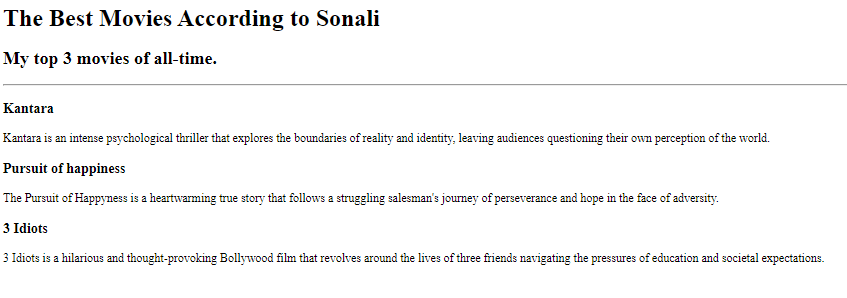 The Best Movies According to Sonali
My top 3 movies of all-time.
Kantara
Kantara is an intense psychological thriller that explores the boundaries of reality and identity, leaving audiences questioning their own perception of the world.
Pursuit of happiness
The Pursuit of Happyness is a heartwarming true story that follows a struggling salesman's journey of perseverance and hope in the face of adversity.
3 Idiots
3 Idiots is a hilarious and thought-provoking Bollywood film that revolves around the lives of three friends navigating the pressures of education and societal expectations.